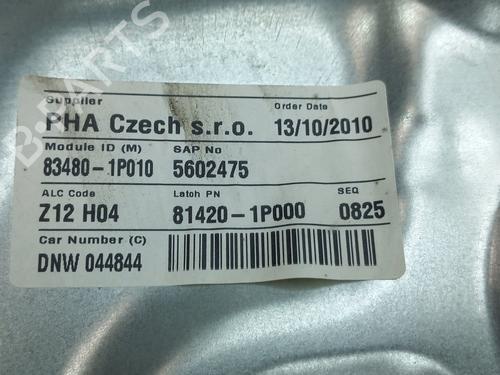 Supplier Order Date
PHA Czech s.r.o. 13/10/2010
Module ID (M) SAP No
83480-1P010 5602475
ALC Code Latch PN SEQ
Z12 H04 81420-1P000 0825
Car Number (C)
DNW 044844
B-PARTS